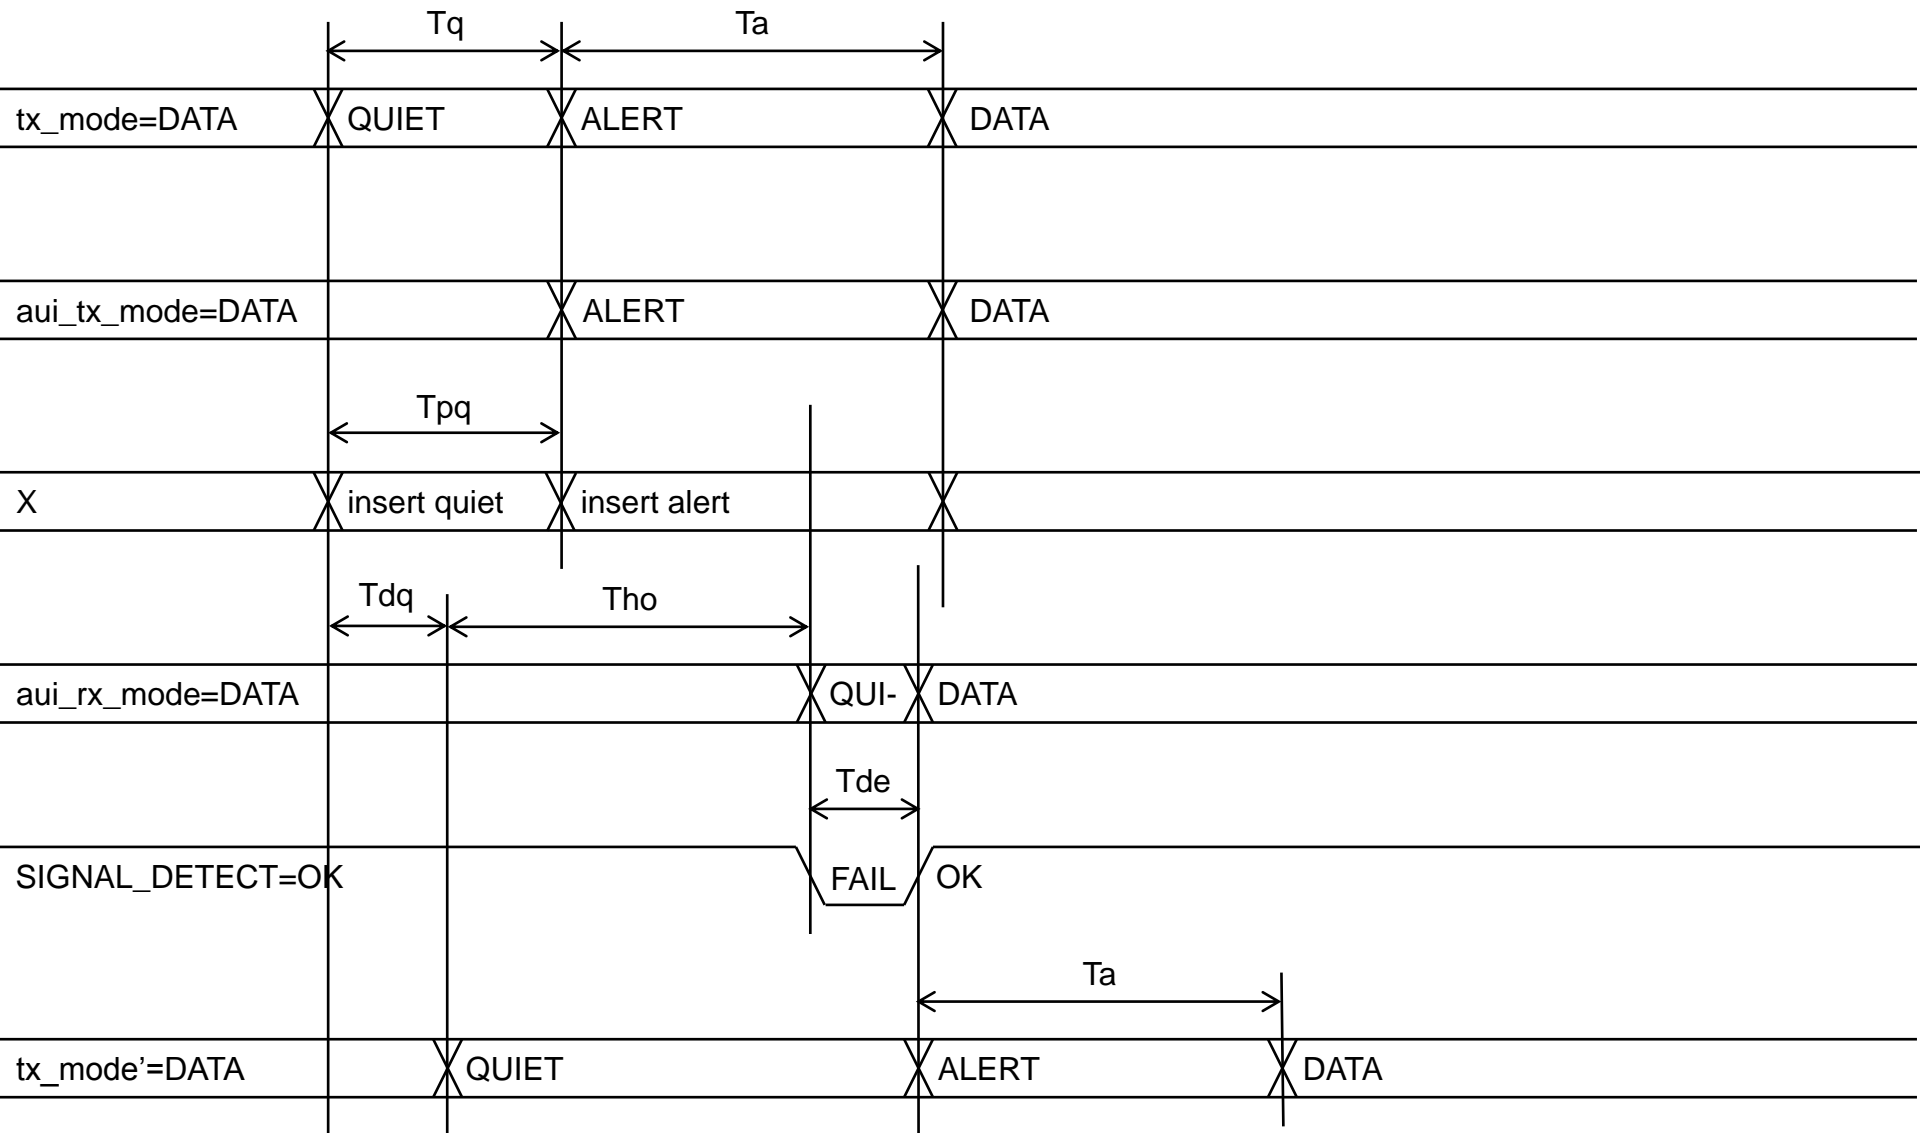 Tq Ta
tx_mode=DATA QUIET ALERT DATA
aui_tx_mode=DATA ALERT DATA
Tpq
X insert quiet insert alert
Tdq Tho
aui_rx_mode=DATA QUI- DATA
Tde
SIGNAL_DETECT=OK FAIL OK
Ta
tx_mode’=DATA QUIET ALERT DATA